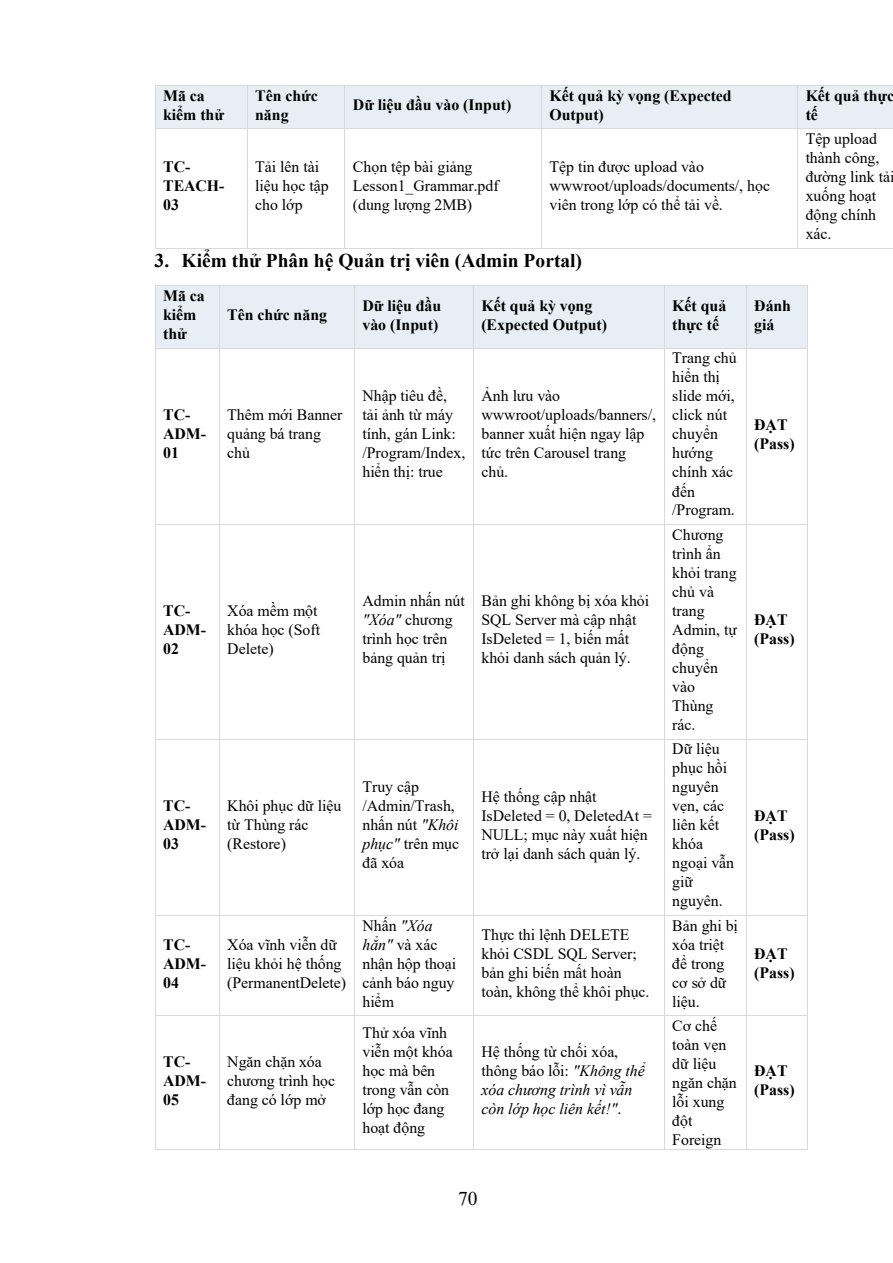 Mã ca
kiểm thử
Tên chức
năng
Dữ liệu đầu vào (Input)
Kết quả kỳ vọng (Expected
Output)
Kết quả thực
tế
TC-
TEACH-
03
Tải lên tài
liệu học tập
cho lớp
Chọn tệp bài giảng
Lesson1_Grammar.pdf
(dung lượng 2MB)
Tệp tin được upload vào
wwwroot/uploads/documents/, học
viên trong lớp có thể tải về.
Tệp upload
thành công,
đường link tải
xuống hoạt
động chính
xác.
3. Kiểm thử Phân hệ Quản trị viên (Admin Portal)
Mã ca
kiểm
thử
Tên chức năng
Dữ liệu đầu
vào (Input)
Kết quả kỳ vọng
(Expected Output)
Kết quả
thực tế
Đánh
giá
TC-
ADM-
01
Thêm mới Banner
quảng bá trang
chủ
Nhập tiêu đề,
tải ảnh từ máy
tính, gán Link:
/Program/Index,
hiển thị: true
Ảnh lưu vào
wwwroot/uploads/banners/,
banner xuất hiện ngay lập
tức trên Carousel trang
chủ.
Trang chủ
hiển thị
slide mới,
click nút
chuyển
hướng
chính xác
đến
/Program.
ĐẠT
(Pass)
TC-
ADM-
02
Xóa mềm một
khóa học (Soft
Delete)
Admin nhấn nút
"Xóa" chương
trình học trên
bảng quản trị
Bản ghi không bị xóa khỏi
SQL Server mà cập nhật
IsDeleted = 1, biến mất
khỏi danh sách quản lý.
Chương
trình ẩn
khỏi trang
chủ và
trang
Admin, tự
động
chuyển
vào
Thùng
rác.
ĐẠT
(Pass)
TC-
ADM-
03
Khôi phục dữ liệu
từ Thùng rác
(Restore)
Truy cập
/Admin/Trash,
nhấn nút "Khôi
phục" trên mục
đã xóa
Hệ thống cập nhật
IsDeleted = 0, DeletedAt =
NULL; mục này xuất hiện
trở lại danh sách quản lý.
Dữ liệu
phục hồi
nguyên
vẹn, các
liên kết
khóa
ngoại vẫn
giữ
nguyên.
ĐẠT
(Pass)
TC-
ADM-
04
Xóa vĩnh viễn dữ
liệu khỏi hệ thống
(PermanentDelete)
Nhấn "Xóa
hẳn" và xác
nhận hộp thoại
cảnh báo nguy
hiểm
Thực thi lệnh DELETE
khỏi CSDL SQL Server;
bản ghi biến mất hoàn
toàn, không thể khôi phục.
Bản ghi bị
xóa triệt
để trong
cơ sở dữ
liệu.
ĐẠT
(Pass)
TC-
ADM-
05
Ngăn chặn xóa
chương trình học
đang có lớp mở
Thử xóa vĩnh
viễn một khóa
học mà bên
trong vẫn còn
lớp học đang
hoạt động
Hệ thống từ chối xóa,
thông báo lỗi: "Không thể
xóa chương trình vì vẫn
còn lớp học liên kết!".
Cơ chế
toàn vẹn
dữ liệu
ngăn chặn
lỗi xung
đột
Foreign
ĐẠT
(Pass)
70